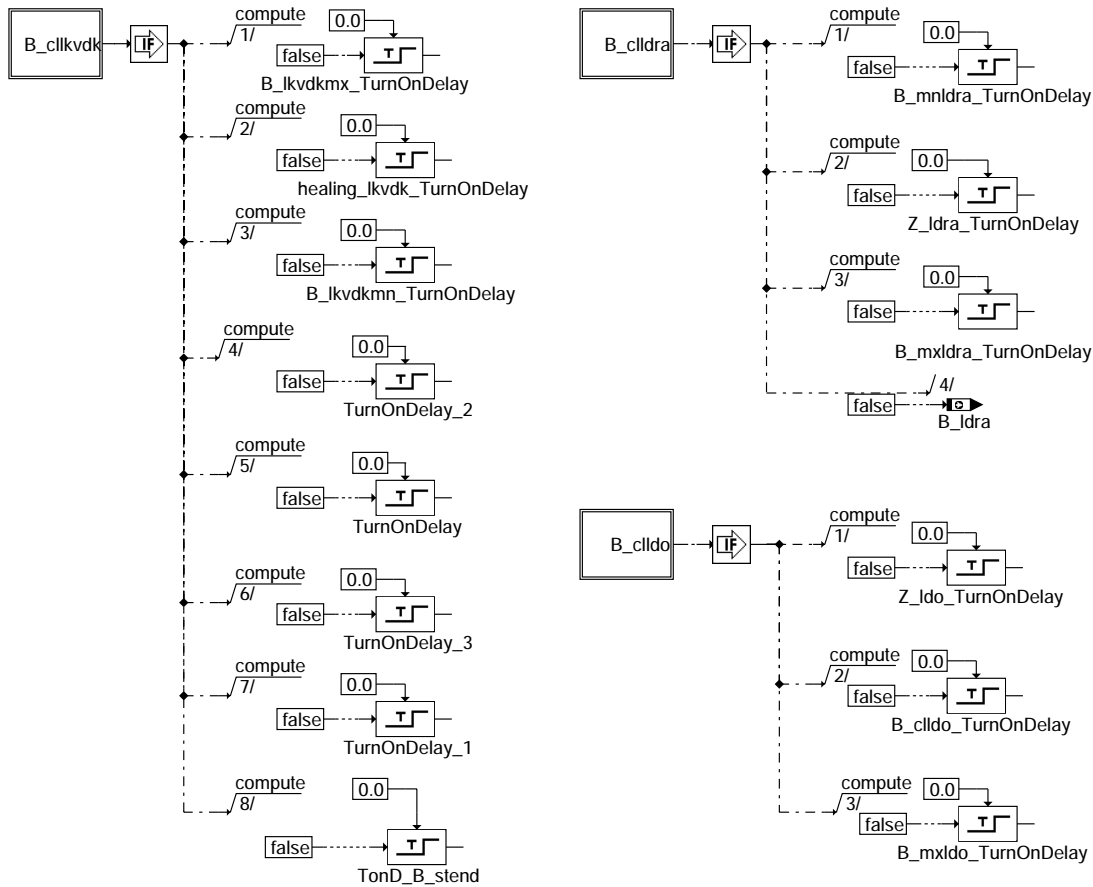 B_cllkvdk
IF
compute
1/
0.0
false
T
B_lkvdkmx_TurnOnDelay
compute
2/
0.0
false
T
healing_lkvdk_TurnOnDelay
compute
3/
0.0
false
T
B_lkvdkmn_TurnOnDelay
compute
4/
0.0
false
T
TurnOnDelay_2
compute
5/
0.0
false
T
TurnOnDelay
compute
6/
0.0
false
T
TurnOnDelay_3
compute
7/
0.0
false
T
TurnOnDelay_1
compute
8/
0.0
false
T
TonD_B_stend
B_clldra
IF
compute
1/
0.0
false
T
B_mnldra_TurnOnDelay
compute
2/
0.0
false
T
Z_ldra_TurnOnDelay
compute
3/
0.0
false
T
B_mxldra_TurnOnDelay
4/
false
B_ldra
B_clldo
IF
compute
1/
0.0
false
T
Z_ldo_TurnOnDelay
compute
2/
0.0
false
T
B_clldo_TurnOnDelay
compute
3/
0.0
false
T
B_mxldo_TurnOnDelay